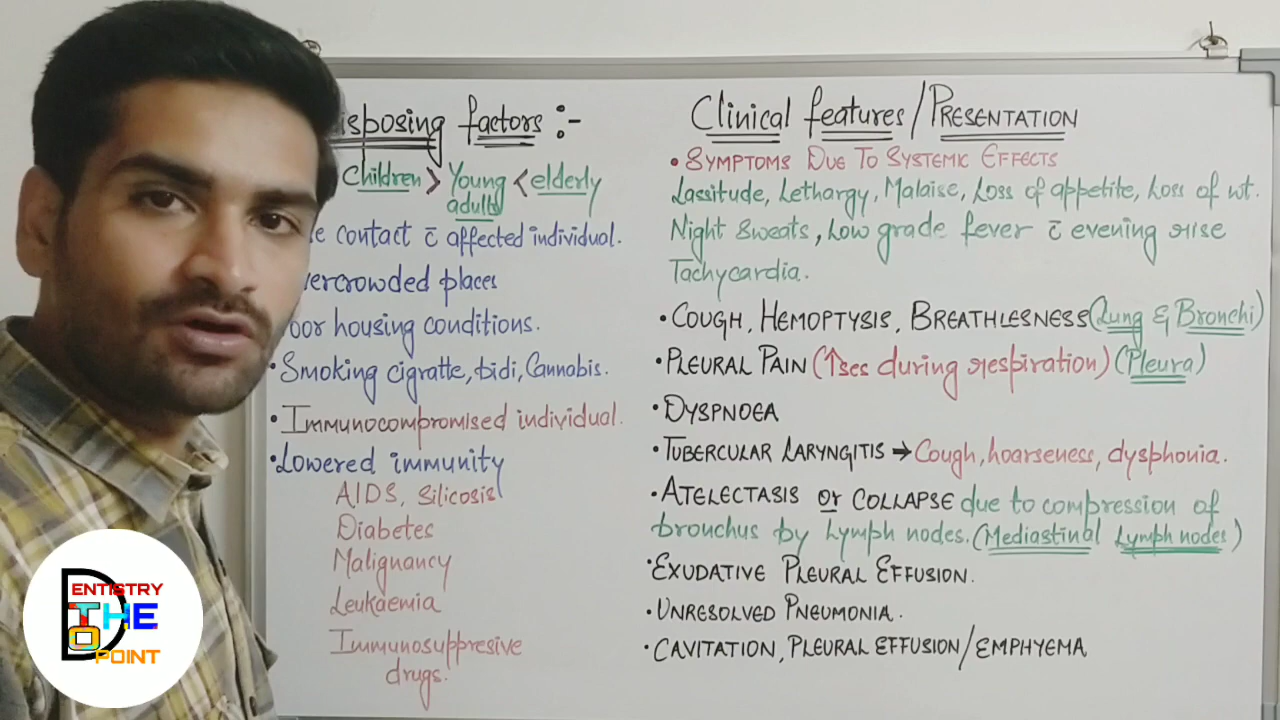 isposing factors :-
Children > Young < elderly
adults
contact c̄ affected individual.
vercrowded places
oor housing conditions.
• Smoking cigratte, bidi, Cannabis.
• Immunocompromised individual.
• Lowered immunity
AIDS, Silicosis
Diabetes
Malignancy
Leukaemia
Immunosuppresive
drugs.
Clinical features / PRESENTATION
• SYMPTOMS DUE TO SYSTEMIC EFFECTS
Lassitude, Lethargy, Malaise, Loss of appetite, Loss of wt.
Night Sweats, Low grade fever c̄ evening rise
Tachycardia.
• COUGH, HEMOPTYSIS, BREATHLESNESS (Lung & Bronchi)
• PLEURAL PAIN (↑ses during respiration) (Pleura)
• DYSPNOEA
• TUBERCULAR LARYNGITIS → Cough, hoarseness, dysphonia.
• ATELECTASIS or COLLAPSE due to compression of
bronchus by Lymph nodes. (Mediastinal Lymph nodes)
• EXUDATIVE PLEURAL EFFUSION.
• UNRESOLVED PNEUMONIA.
• CAVITATION, PLEURAL EFFUSION / EMPHYEMA
DENTISTRY
THE
TO
POINT